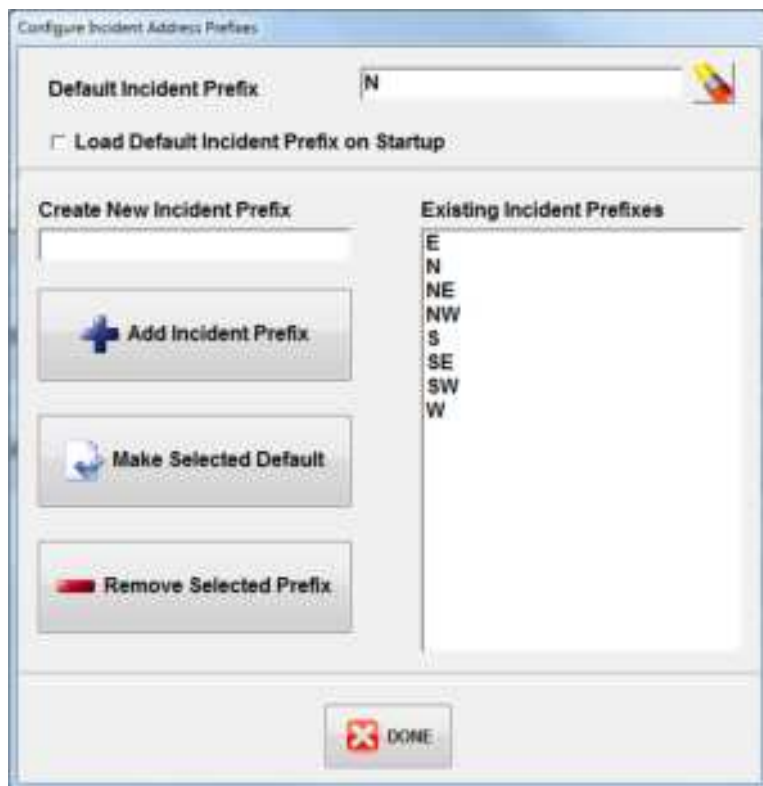 Configure Incident Address Prefixes
Default Incident Prefix
N
Load Default Incident Prefix on Startup
Create New Incident Prefix
Add Incident Prefix
Make Selected Default
Remove Selected Prefix
Existing Incident Prefixes
E
N
NE
NW
S
SE
SW
W
DONE